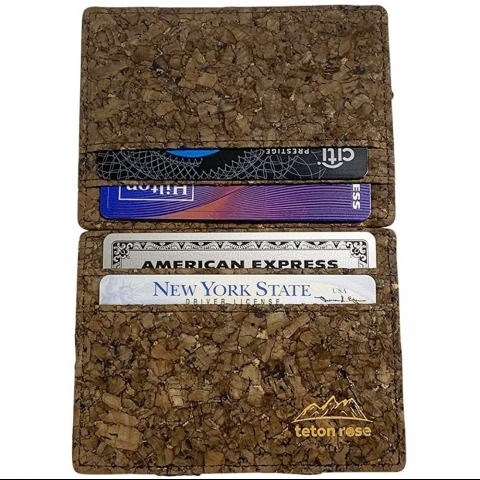 citi
PRESTIGE
Hilton
ESS
AMERICAN EXPRESS
NEW YORK STATE USA
DRIVER LICENSE
teton rose